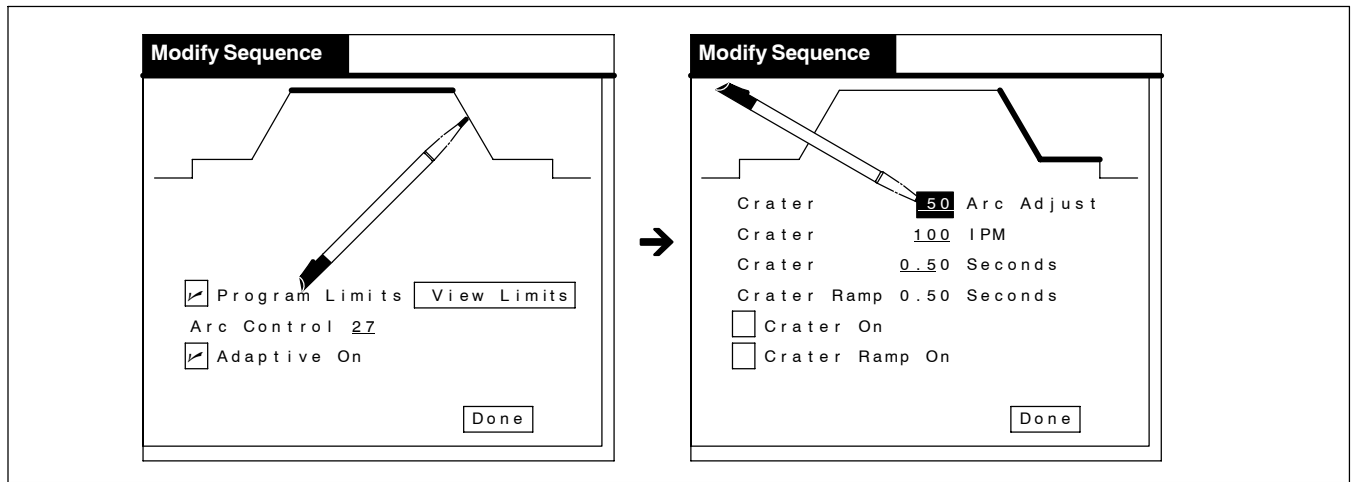 Modify Sequence
Program Limits View Limits
Arc Control 27
Adaptive On
Done
Modify Sequence
Crater 50 Arc Adjust
Crater 100 IPM
Crater 0.50 Seconds
Crater Ramp 0.50 Seconds
Crater On
Crater Ramp On
Done